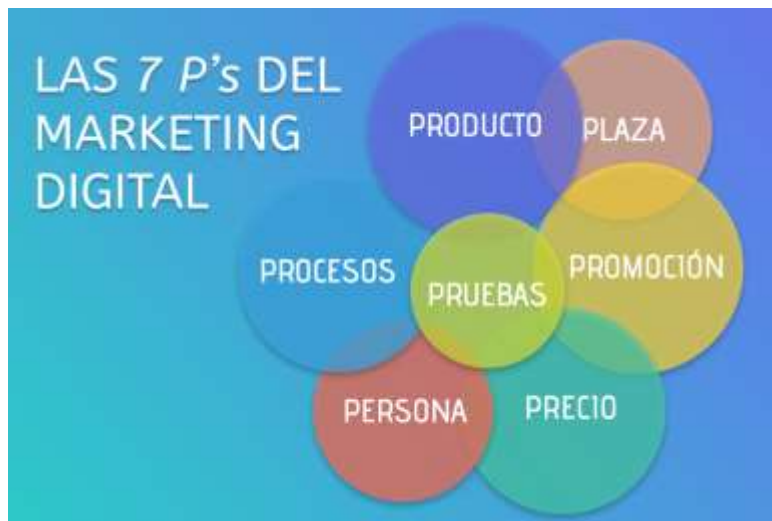 LAS 7 P's DEL
MARKETING
DIGITAL
PRODUCTO
PLAZA
PROCESOS
PRUEBAS
PROMOCIÓN
PERSONA
PRECIO